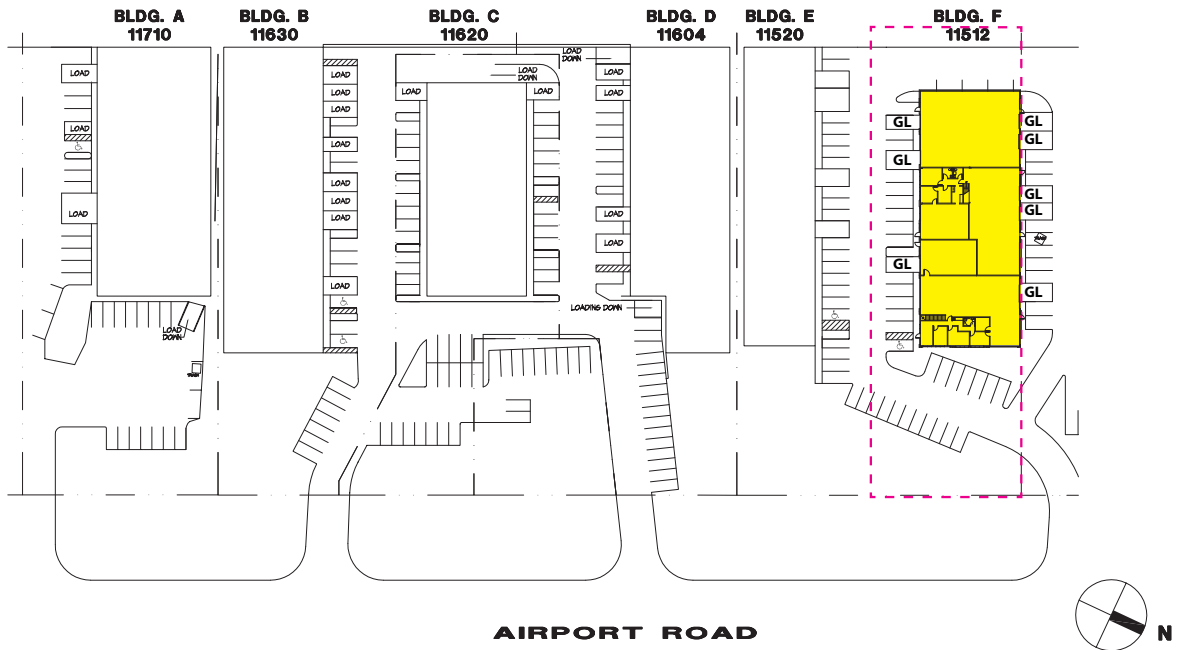 BLDG. A
11710
BLDG. B
11630
BLDG. C
11620
BLDG. D
11604
BLDG. E
11520
BLDG. F
11512
LOAD
LOAD
LOAD
LOAD
DOWN
LOAD
LOAD
LOAD
LOAD
LOAD
LOAD
LOAD
LOAD
LOAD
LOAD
LOAD
DOWN
LOAD
DOWN
LOAD
LOAD
LOAD
LOAD
LOADING DOWN
GL
GL
GL
GL
GL
GL
GL
GL
AIRPORT ROAD
N